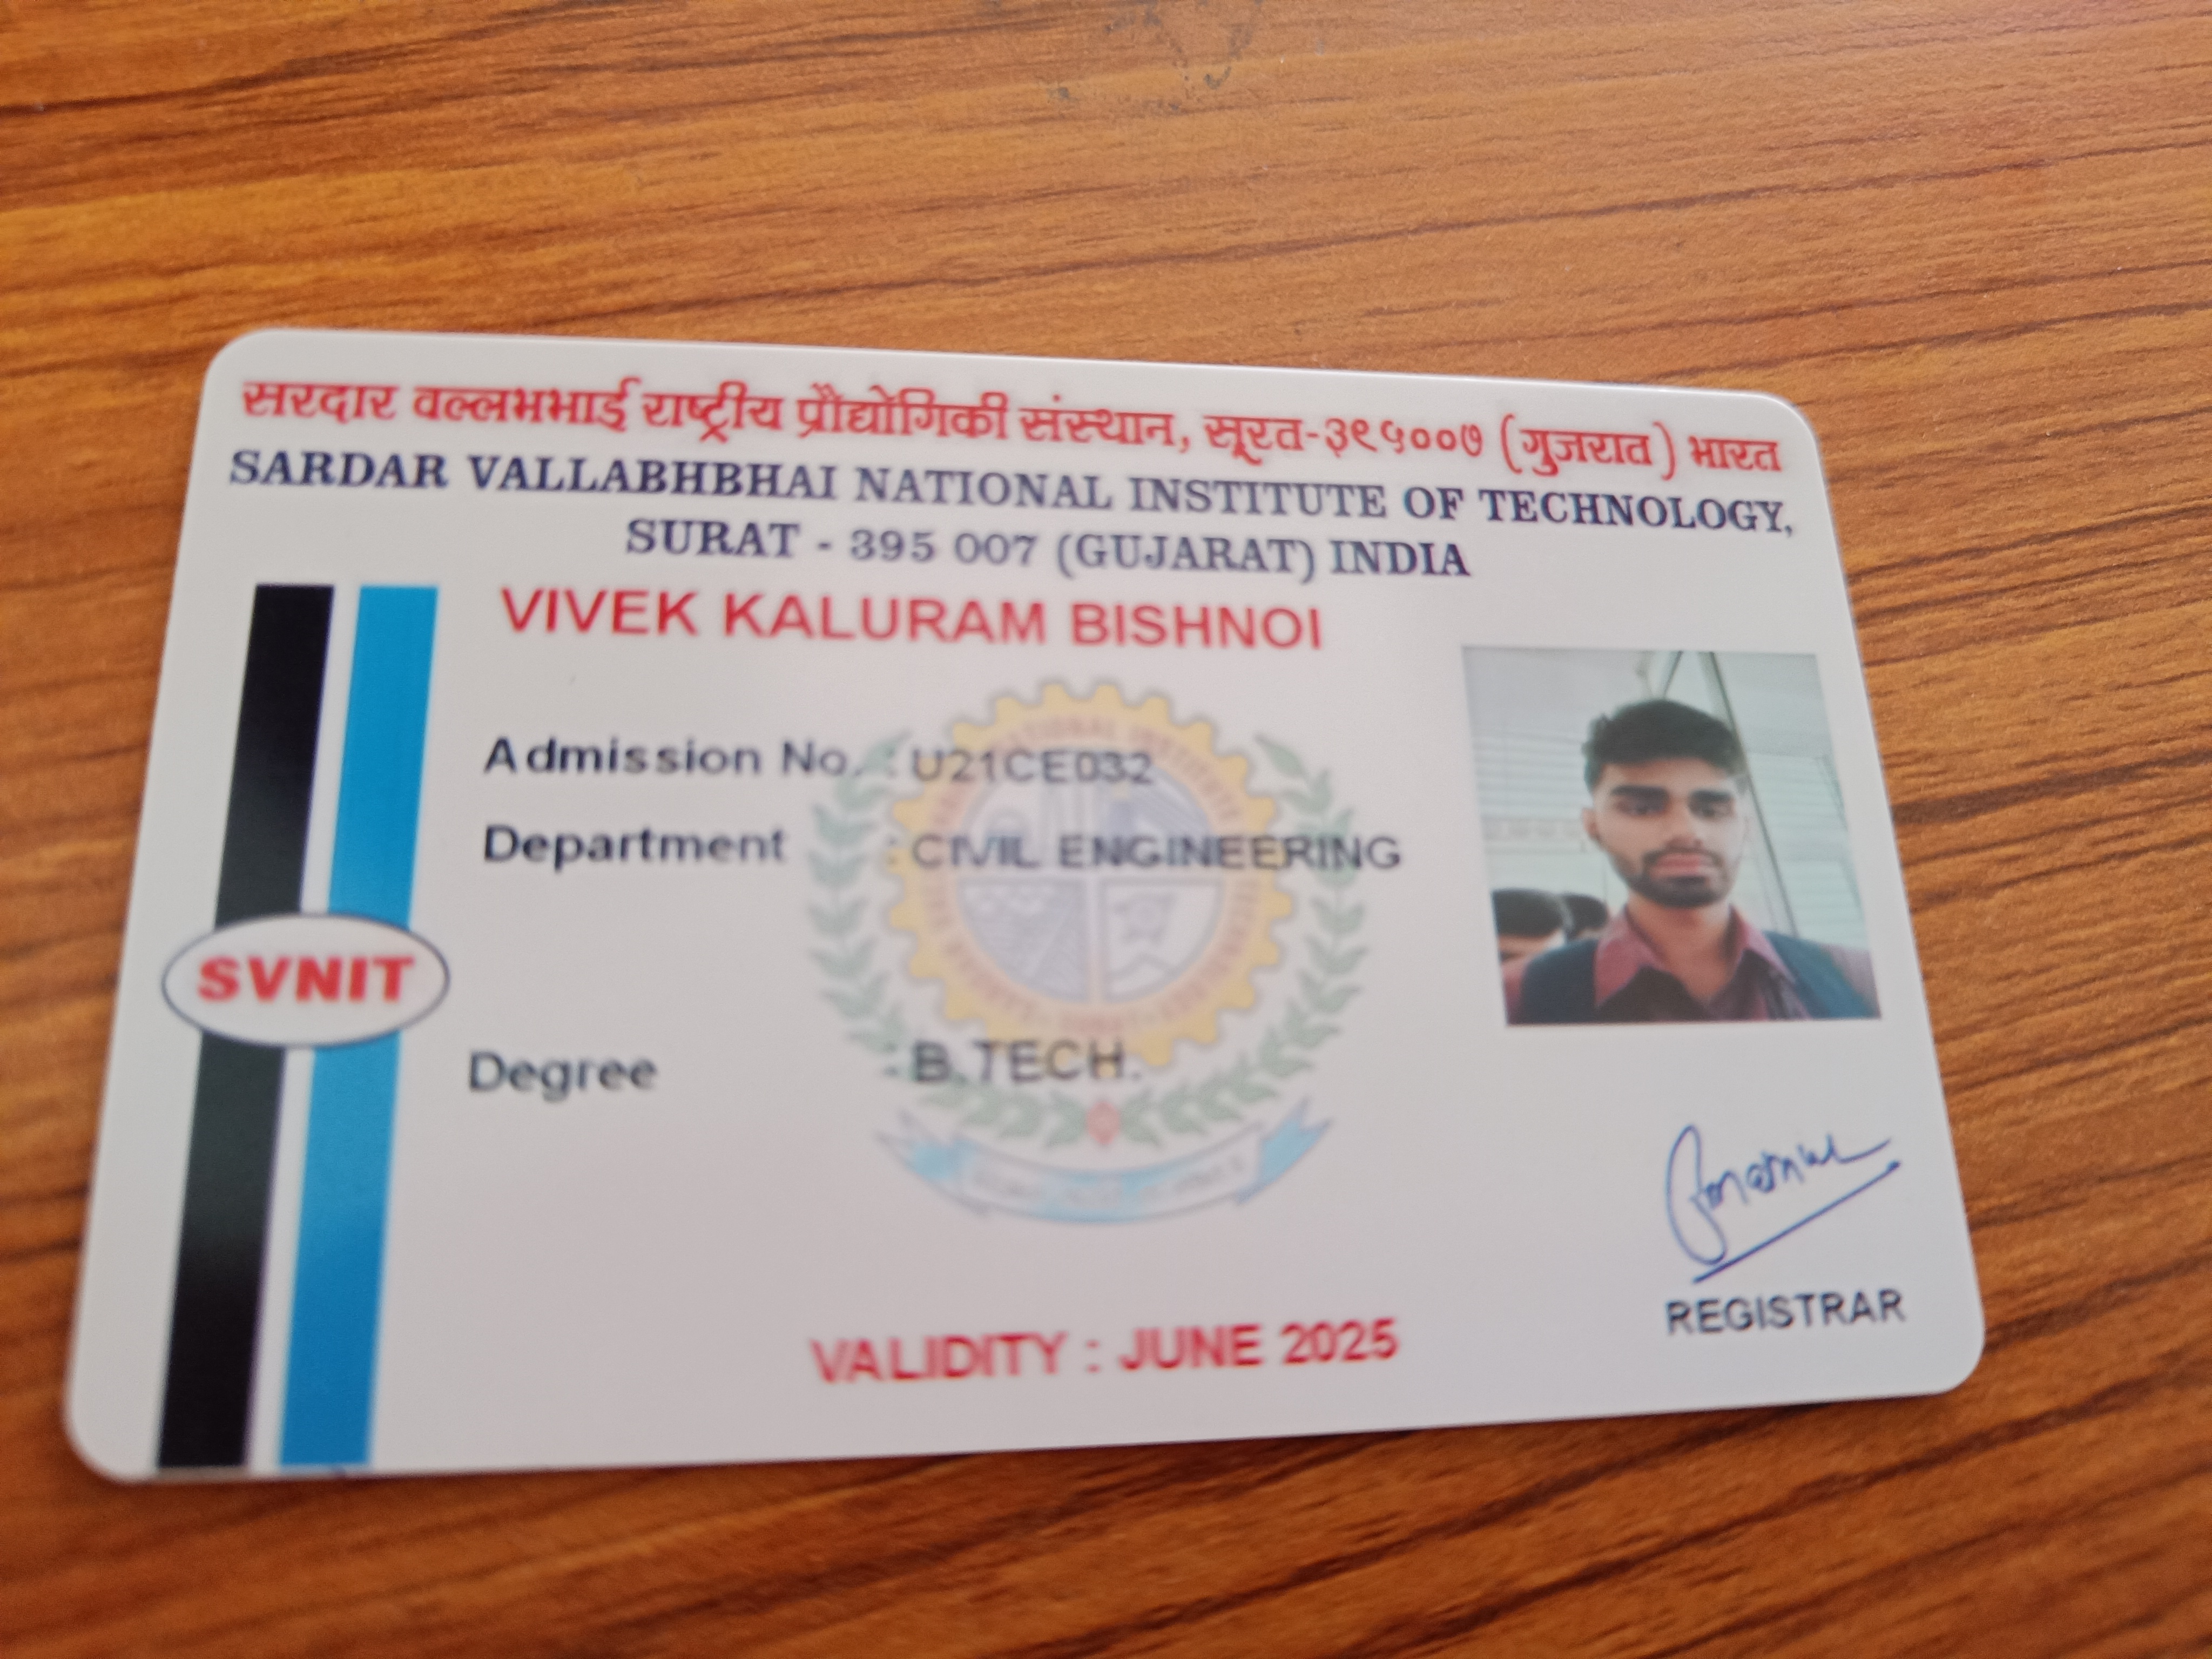 सरदार वल्लभभाई राष्ट्रीय प्रौद्योगिकी संस्थान, सूरत-३९५००७ (गुजरात) भारत
SARDAR VALLABHBHAI NATIONAL INSTITUTE OF TECHNOLOGY,
SURAT - 395 007 (GUJARAT) INDIA
VIVEK KALURAM BISHNOI
Admission No. : U21CE032
Department : CIVIL ENGINEERING
SVNIT
Degree : B.TECH.
VALIDITY : JUNE 2025
REGISTRAR